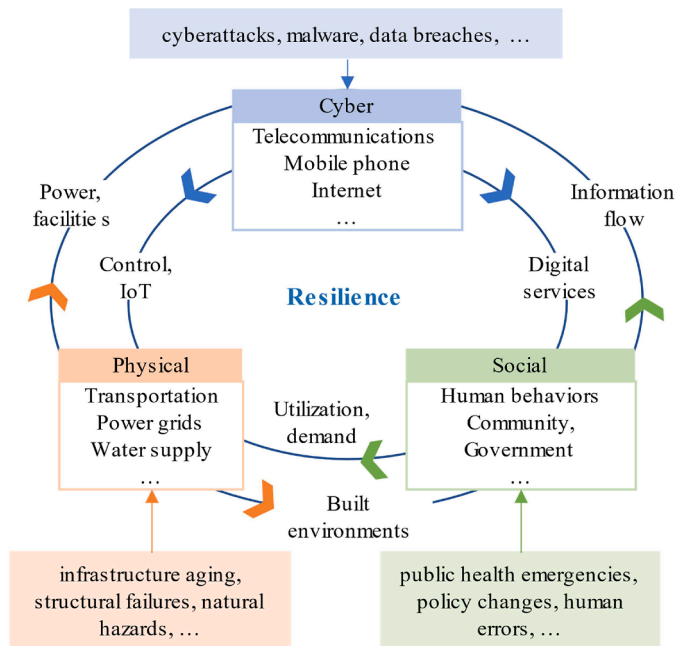 cyberattacks, malware, data breaches, …
Cyber
Telecommunications
Mobile phone
Internet
…
Power,
facilities
Information
flow
Control,
IoT
Digital
services
Resilience
Physical
Transportation
Power grids
Water supply
…
Social
Human behaviors
Community,
Government
…
Utilization,
demand
Built
environments
infrastructure aging,
structural failures, natural
hazards, …
public health emergencies,
policy changes, human
errors, …